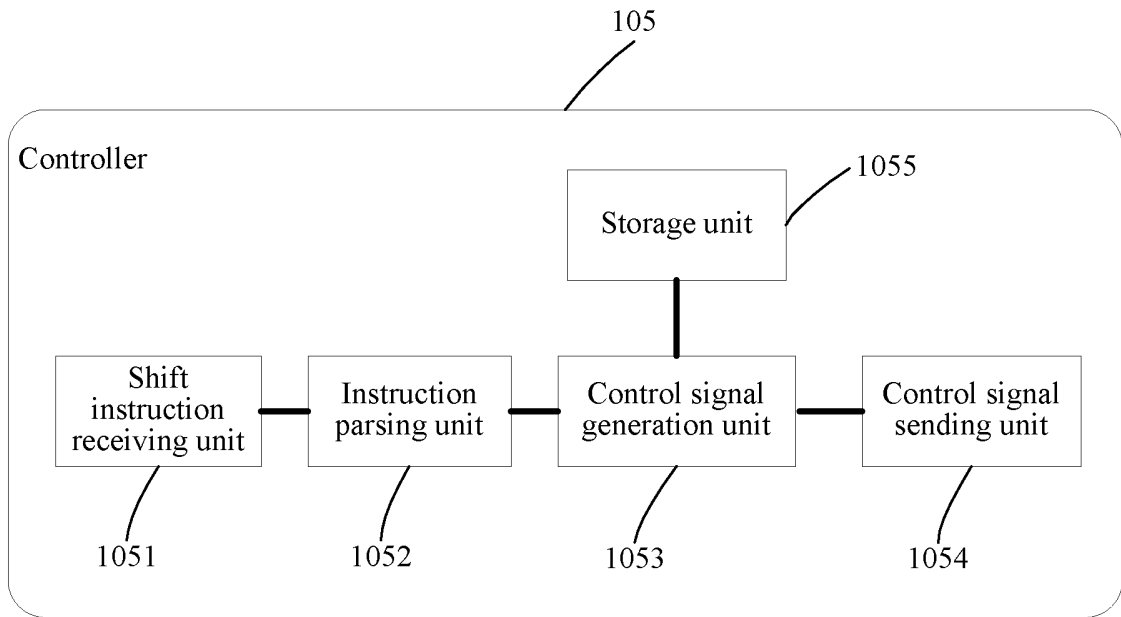 105
Controller
1055
Storage unit
Shift
instruction
receiving unit
Instruction
parsing unit
Control signal
generation unit
Control signal
sending unit
1051
1052
1053
1054